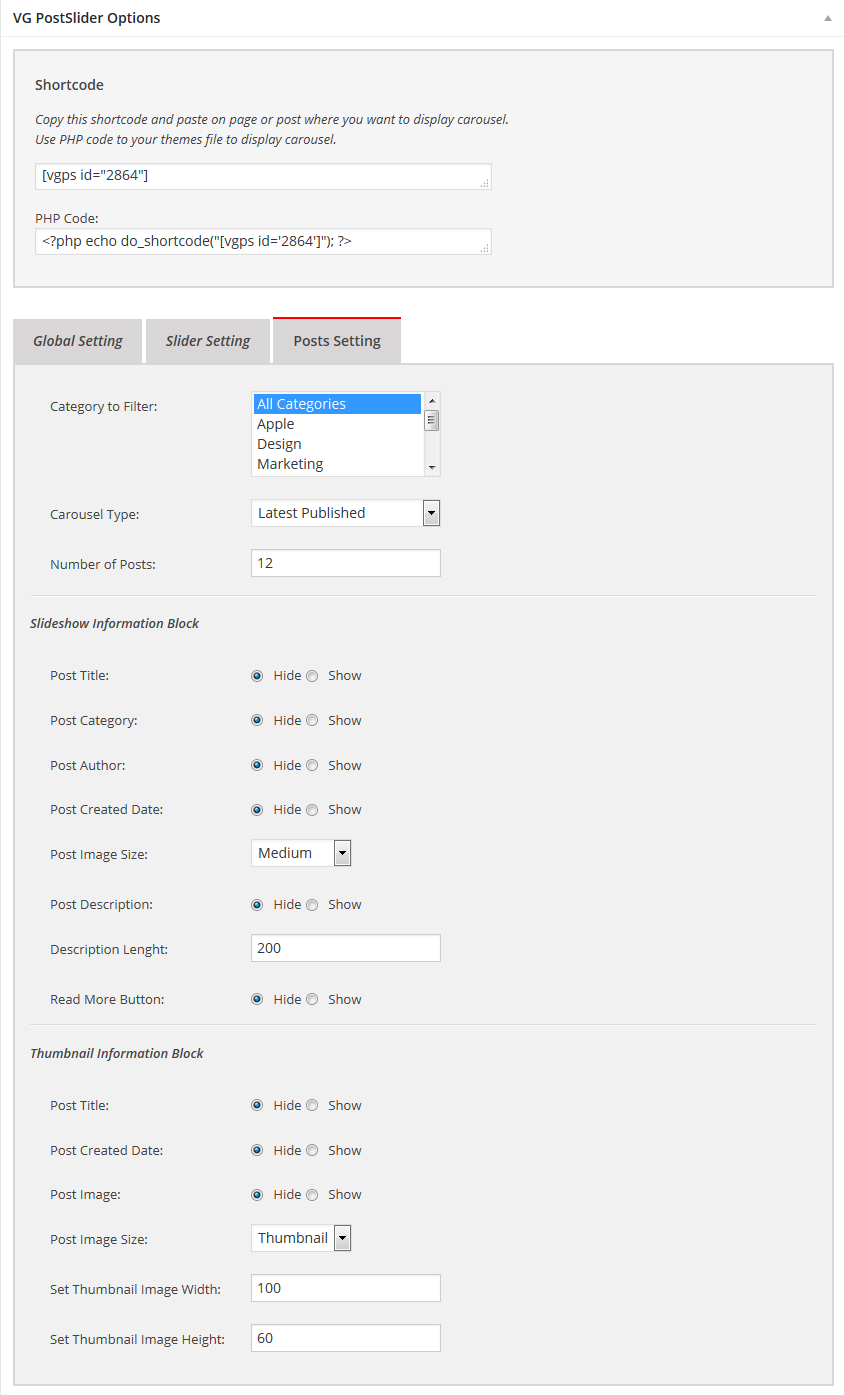 VG PostSlider Options
Shortcode
Copy this shortcode and paste on page or post where you want to display carousel.
Use PHP code to your themes file to display carousel.
[vgps id="2864"]
PHP Code:
<?php echo do_shortcode("[vgps id='2864']"); ?>
Global Setting Slider Setting Posts Setting
Category to Filter: All Categories
Apple
Design
Marketing
Carousel Type: Latest Published
Number of Posts: 12
Slideshow Information Block
Post Title: Hide Show
Post Category: Hide Show
Post Author: Hide Show
Post Created Date: Hide Show
Post Image Size: Medium
Post Description: Hide Show
Description Lenght: 200
Read More Button: Hide Show
Thumbnail Information Block
Post Title: Hide Show
Post Created Date: Hide Show
Post Image: Hide Show
Post Image Size: Thumbnail
Set Thumbnail Image Width: 100
Set Thumbnail Image Height: 60